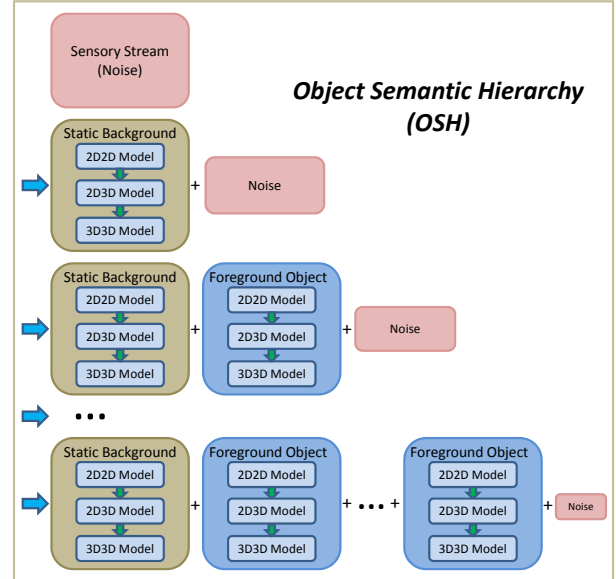 Sensory Stream
(Noise)
Object Semantic Hierarchy
(OSH)
Static Background
2D2D Model
2D3D Model
3D3D Model
+
Noise
Static Background
2D2D Model
2D3D Model
3D3D Model
+
Foreground Object
2D2D Model
2D3D Model
3D3D Model
+
Noise
...
Static Background
2D2D Model
2D3D Model
3D3D Model
+
Foreground Object
2D2D Model
2D3D Model
3D3D Model
+ ... +
Foreground Object
2D2D Model
2D3D Model
3D3D Model
+
Noise